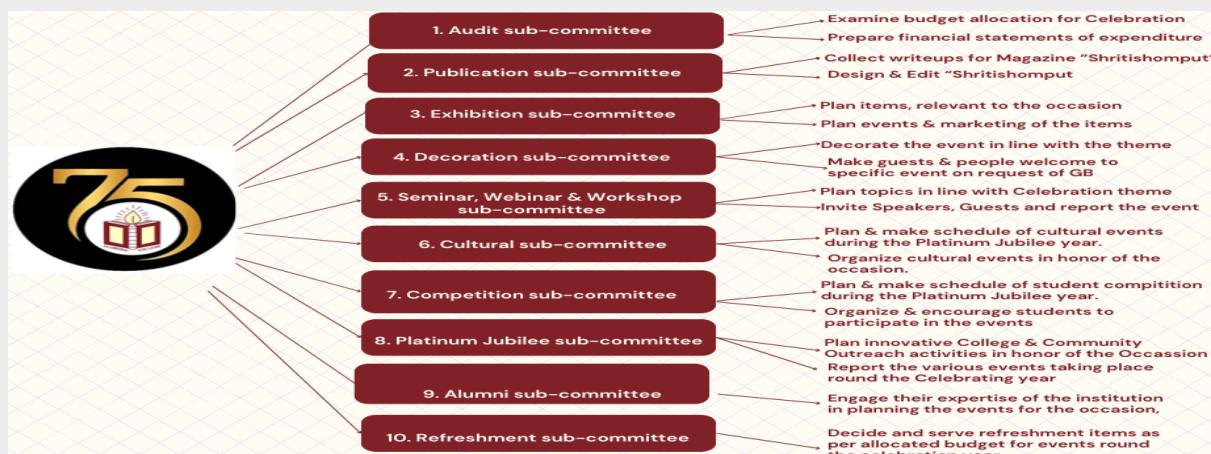 75
1. Audit sub-committee
Examine budget allocation for Celebration
Prepare financial statements of expenditure
2. Publication sub-committee
Collect writeups for Magazine "Shritishomput"
Design & Edit "Shritishomput
3. Exhibition sub-committee
Plan items, relevant to the occasion
Plan events & marketing of the items
4. Decoration sub-committee
Decorate the event in line with the theme
Make guests & people welcome to
specific event on request of GB
5. Seminar, Webinar & Workshop
sub-committee
Plan topics in line with Celebration theme
Invite Speakers, Guests and report the event
6. Cultural sub-committee
Plan & make schedule of cultural events
during the Platinum Jubilee year.
Organize cultural events in honor of the
occasion.
7. Competition sub-committee
Plan & make schedule of student compitition
during the Platinum Jubilee year.
Organize & encourage students to
participate in the events
8. Platinum Jubilee sub-committee
Plan innovative College & Community
Outreach activities in honor of the Occassion
Report the various events taking place
round the Celebrating year
9. Alumni sub-committee
Engage their expertise of the institution
in planning the events for the occasion,
10. Refreshment sub-committee
Decide and serve refreshment items as
per allocated budget for events round
the celebration year